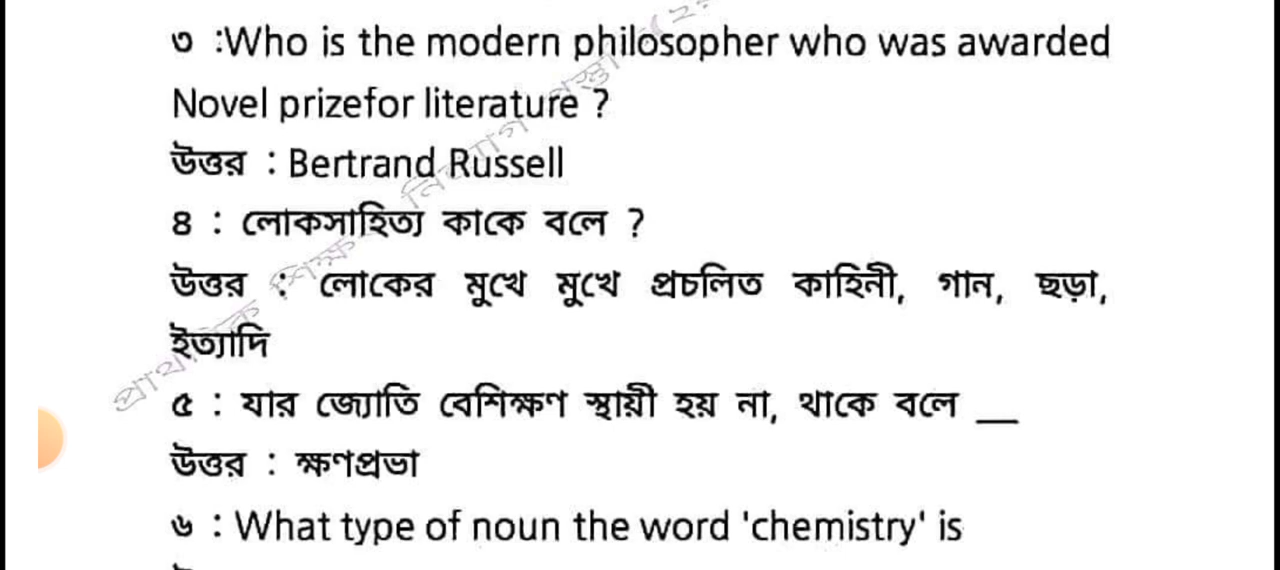 ৩ :Who is the modern philosopher who was awarded
Novel prizefor literature ?
উত্তর : Bertrand Russell
৪ : লোকসাহিত্য কাকে বলে ?
উত্তর : লোকের মুখে মুখে প্রচলিত কাহিনী, গান, ছড়া,
ইত্যাদি
৫ : যার জ্যোতি বেশিক্ষণ স্থায়ী হয় না, থাকে বলে __
উত্তর : ক্ষণপ্রভা
৬ : What type of noun the word 'chemistry' is